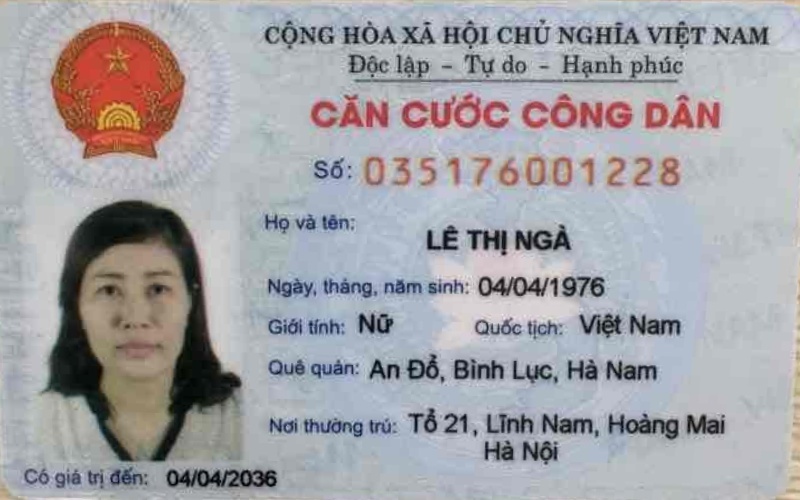 CỘNG HÒA XÃ HỘI CHỦ NGHĨA VIỆT NAM
Độc lập - Tự do - Hạnh phúc
CĂN CƯỚC CÔNG DÂN
Số: 035176001228
Họ và tên:
LÊ THỊ NGÀ
Ngày, tháng, năm sinh: 04/04/1976
Giới tính: Nữ Quốc tịch: Việt Nam
Quê quán: An Đổ, Bình Lục, Hà Nam
Nơi thường trú: Tổ 21, Lĩnh Nam, Hoàng Mai
Hà Nội
Có giá trị đến: 04/04/2036